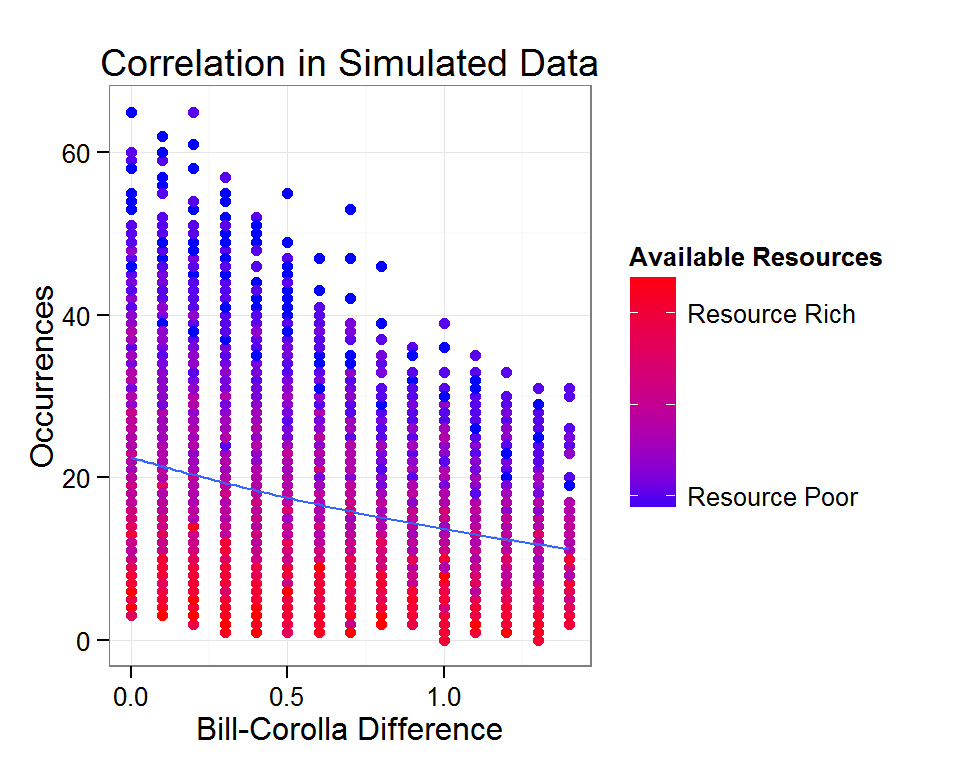 Correlation in Simulated Data
60
40
20
0
Occurrences
0.0 0.5 1.0
Bill-Corolla Difference
Available Resources
Resource Rich
Resource Poor